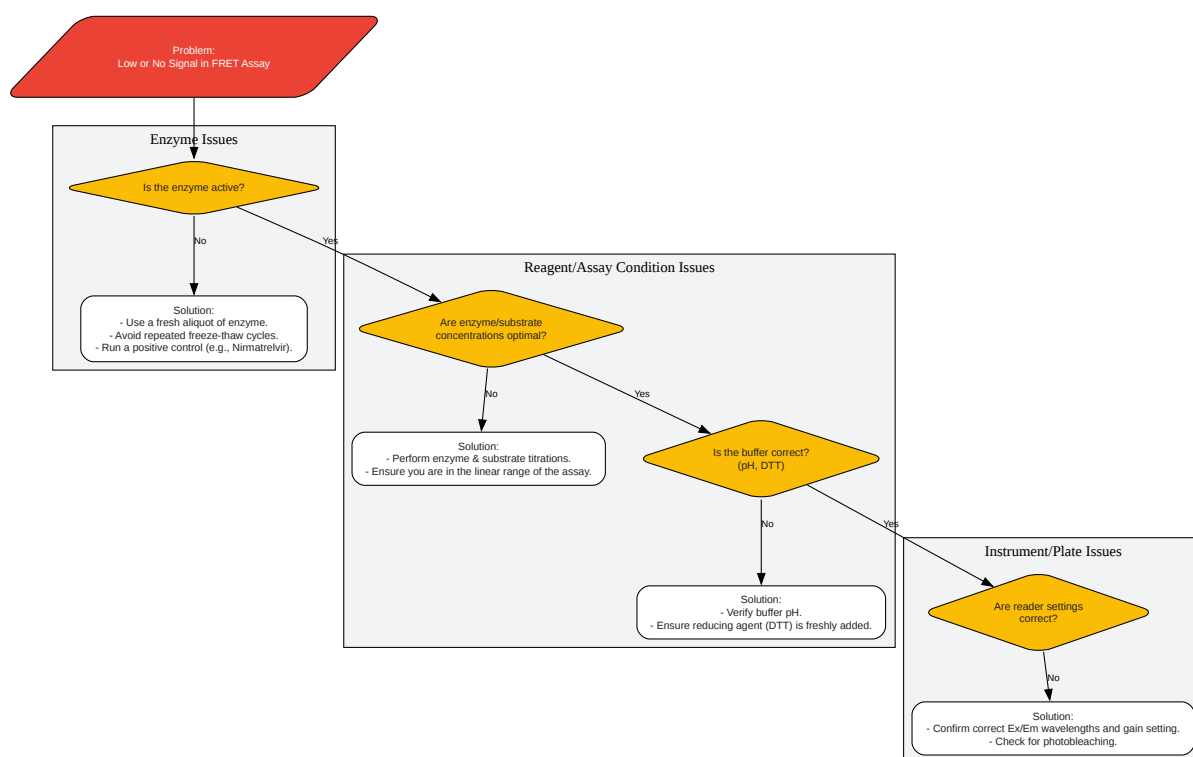 Problem:
Low or No Signal in FRET Assay
Enzyme Issues
Is the enzyme active?
No
Yes
Solution:
- Use a fresh aliquot of enzyme.
- Avoid repeated freeze-thaw cycles.
- Run a positive control (e.g., Nirmatrelvir).
Reagent/Assay Condition Issues
Are enzyme/substrate
concentrations optimal?
No
Yes
Solution:
- Perform enzyme & substrate titrations.
- Ensure you are in the linear range of the assay.
Is the buffer correct?
(pH, DTT)
No
Yes
Solution:
- Verify buffer pH.
- Ensure reducing agent (DTT) is freshly added.
Instrument/Plate Issues
Are reader settings
correct?
No
Solution:
- Confirm correct Ex/Em wavelengths and gain setting.
- Check for photobleaching.